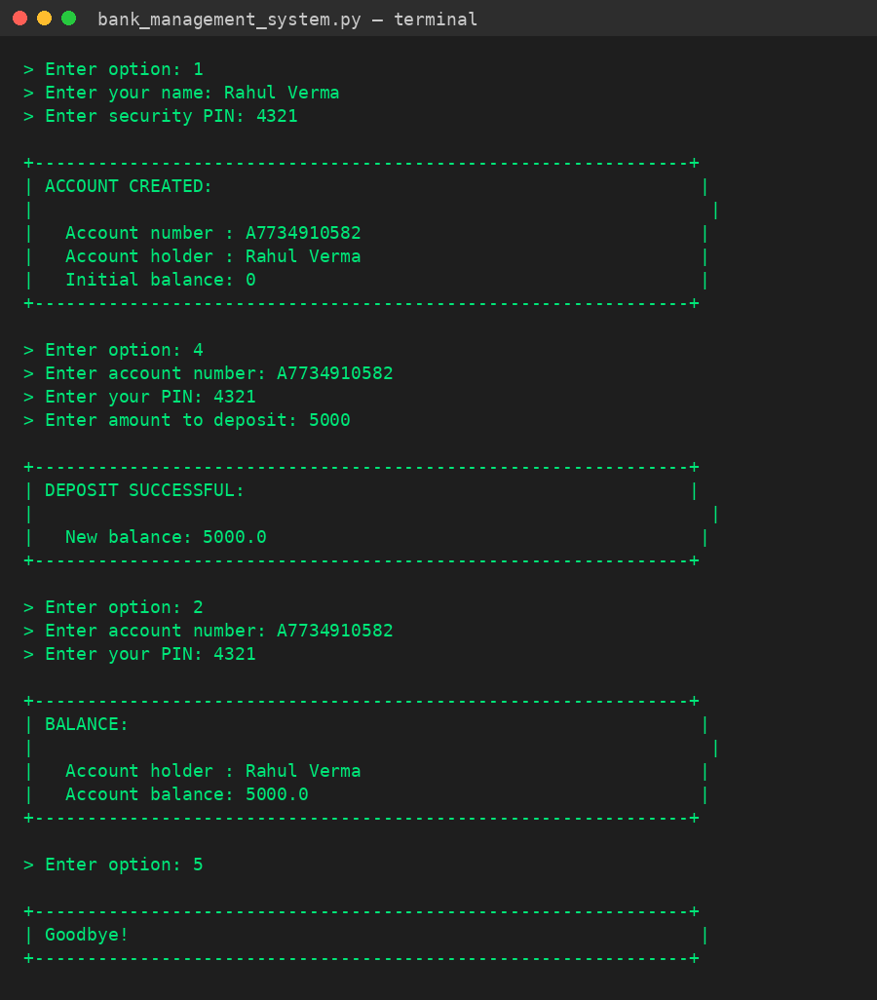 bank_management_system.py — terminal
> Enter option: 1
> Enter your name: Rahul Verma
> Enter security PIN: 4321
+--------------------------------------------------------------+
| ACCOUNT CREATED:                                               |
|                                                                 |
|   Account number : A7734910582                                 |
|   Account holder : Rahul Verma                                 |
|   Initial balance: 0                                           |
+--------------------------------------------------------------+
> Enter option: 4
> Enter account number: A7734910582
> Enter your PIN: 4321
> Enter amount to deposit: 5000
+--------------------------------------------------------------+
| DEPOSIT SUCCESSFUL:                                           |
|                                                                 |
|   New balance: 5000.0                                          |
+--------------------------------------------------------------+
> Enter option: 2
> Enter account number: A7734910582
> Enter your PIN: 4321
+--------------------------------------------------------------+
| BALANCE:                                                       |
|                                                                 |
|   Account holder : Rahul Verma                                 |
|   Account balance: 5000.0                                      |
+--------------------------------------------------------------+
> Enter option: 5
+--------------------------------------------------------------+
| Goodbye!                                                       |
+--------------------------------------------------------------+